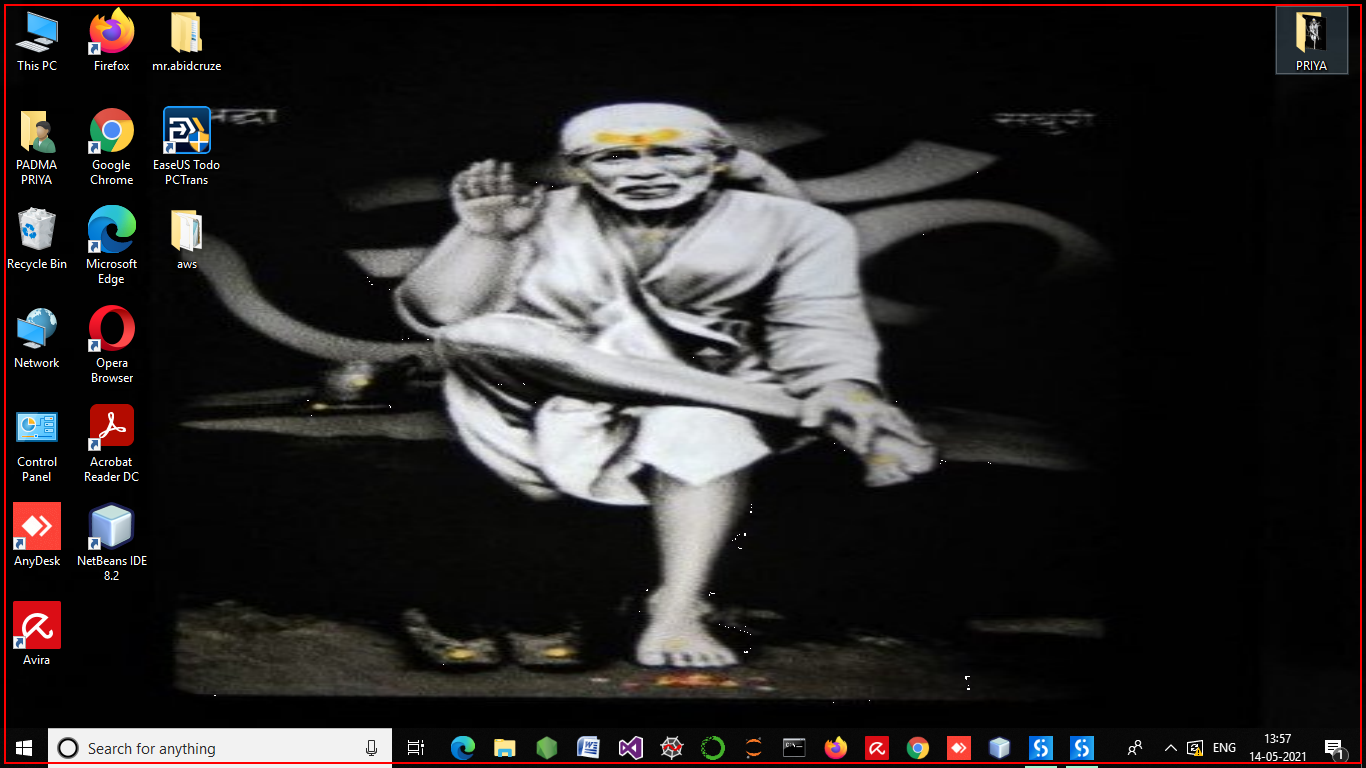 This PC
Firefox
mr.abidcruze
PRIYA
PADMA
PRIYA
Google
Chrome
EaseUS Todo
PCTrans
सबुरी
Recycle Bin
Microsoft
Edge
aws
Network
Opera
Browser
Control
Panel
Acrobat
Reader DC
AnyDesk
NetBeans IDE
8.2
Avira
Search for anything
ENG
13:57
14-05-2021
1